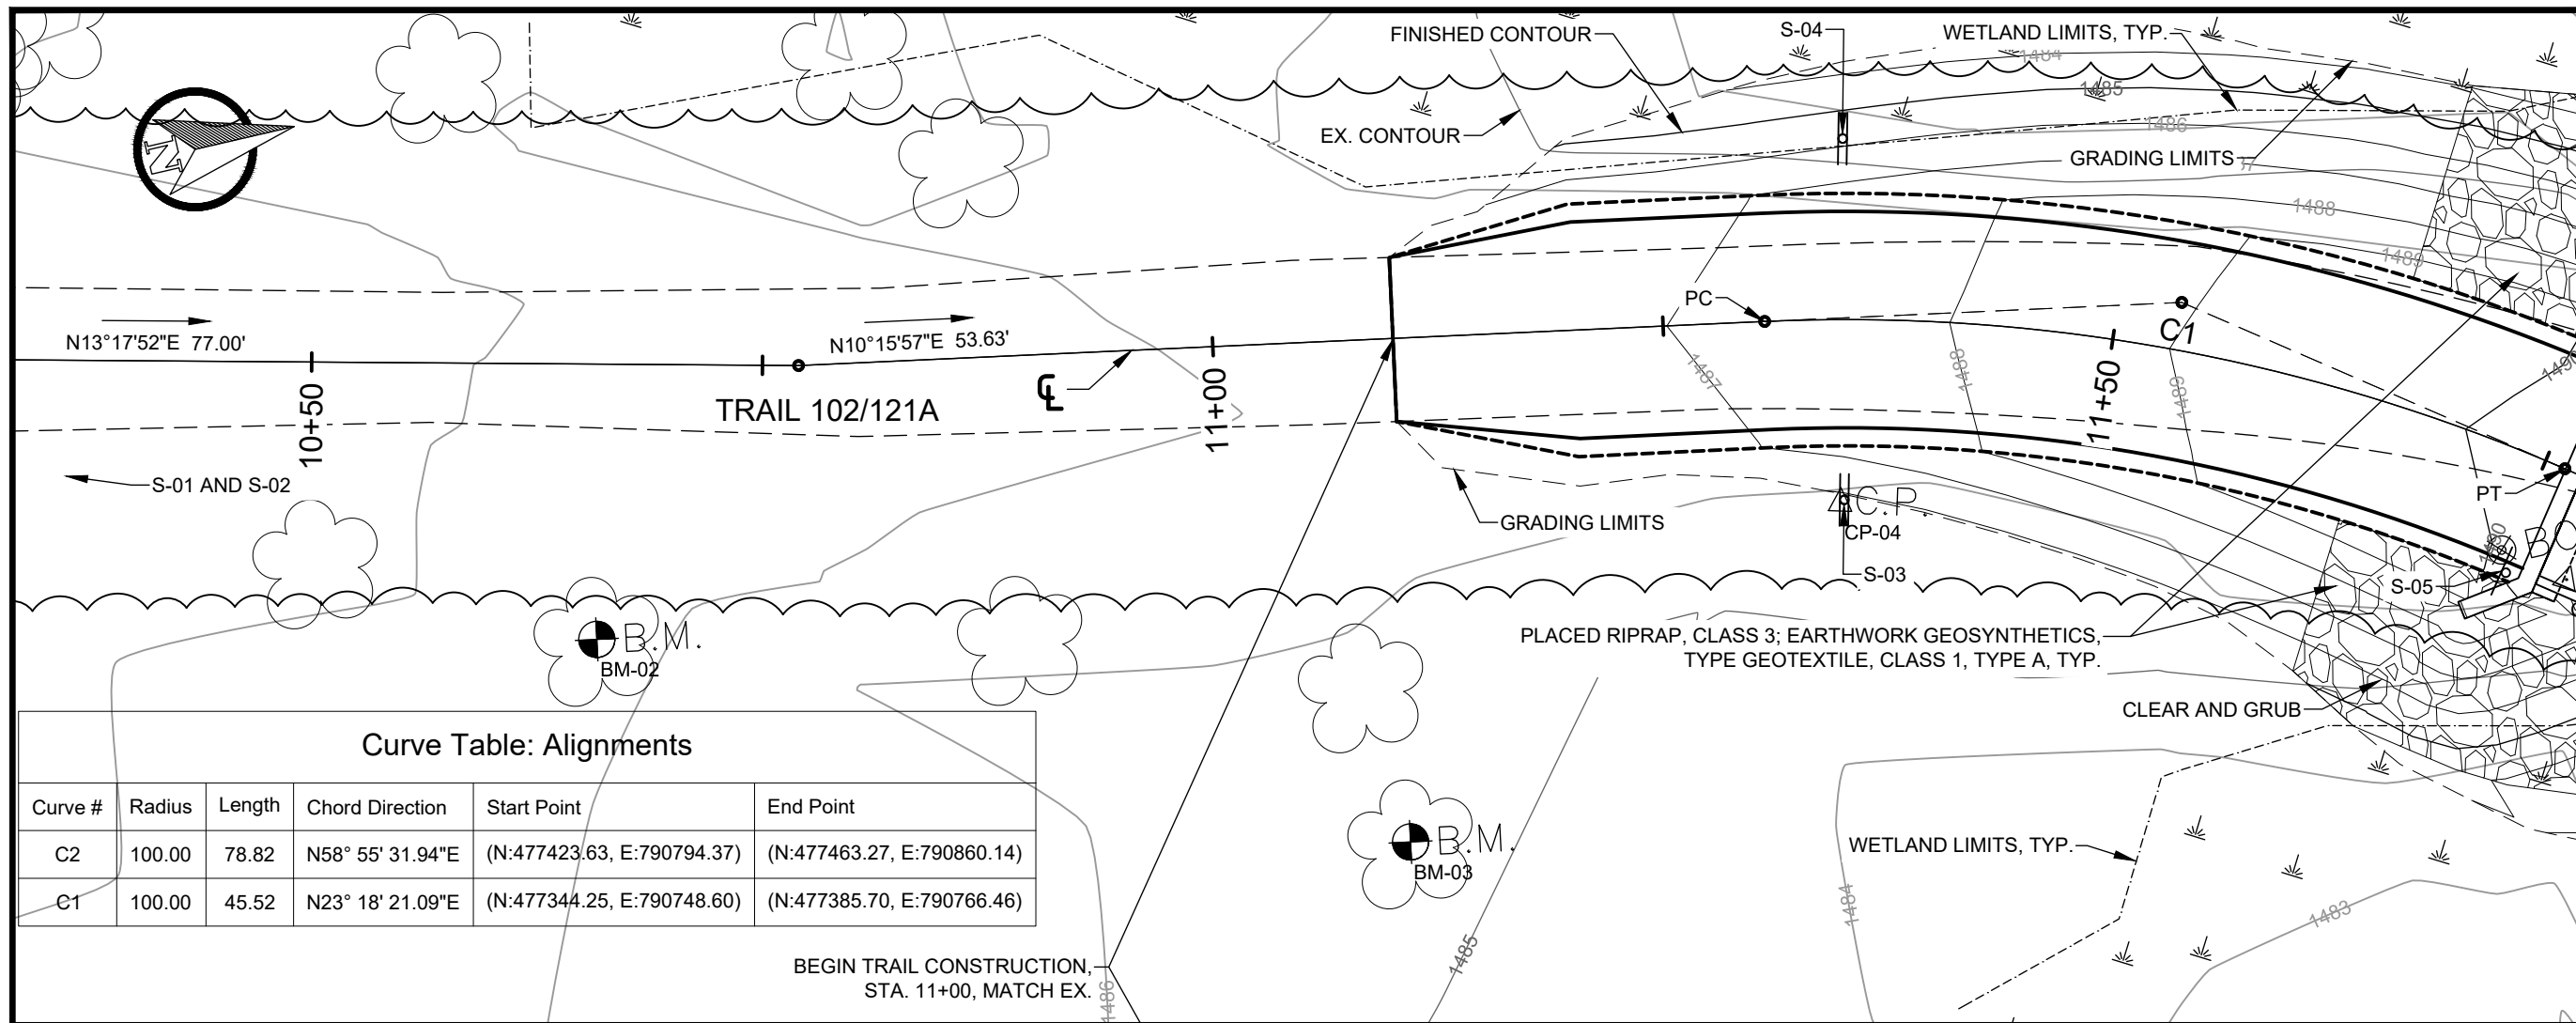 FINISHED CONTOUR
S-04
WETLAND LIMITS, TYP.
1484
1485
EX. CONTOUR
1486
GRADING LIMITS
N
1488
1489
PC
C1
N13°17'52"E 77.00'
N10°15'57"E 53.63'
℄
1487
1488
1489
1490
10+50
TRAIL 102/121A
11+00
11+50
S-01 AND S-02
PT
GRADING LIMITS
C.P.
CP-04
1490
S-03
S-05
B.M.
BM-02
PLACED RIPRAP, CLASS 3; EARTHWORK GEOSYNTHETICS,
TYPE GEOTEXTILE, CLASS 1, TYPE A, TYP.
CLEAR AND GRUB
Curve Table: Alignments
Curve # Radius Length Chord Direction Start Point End Point
C2 100.00 78.82 N58° 55' 31.94"E (N:477423.63, E:790794.37) (N:477463.27, E:790860.14)
C1 100.00 45.52 N23° 18' 21.09"E (N:477344.25, E:790748.60) (N:477385.70, E:790766.46)
B.M.
BM-03
WETLAND LIMITS, TYP.
1484
1483
1485
1486
BEGIN TRAIL CONSTRUCTION,
STA. 11+00, MATCH EX.